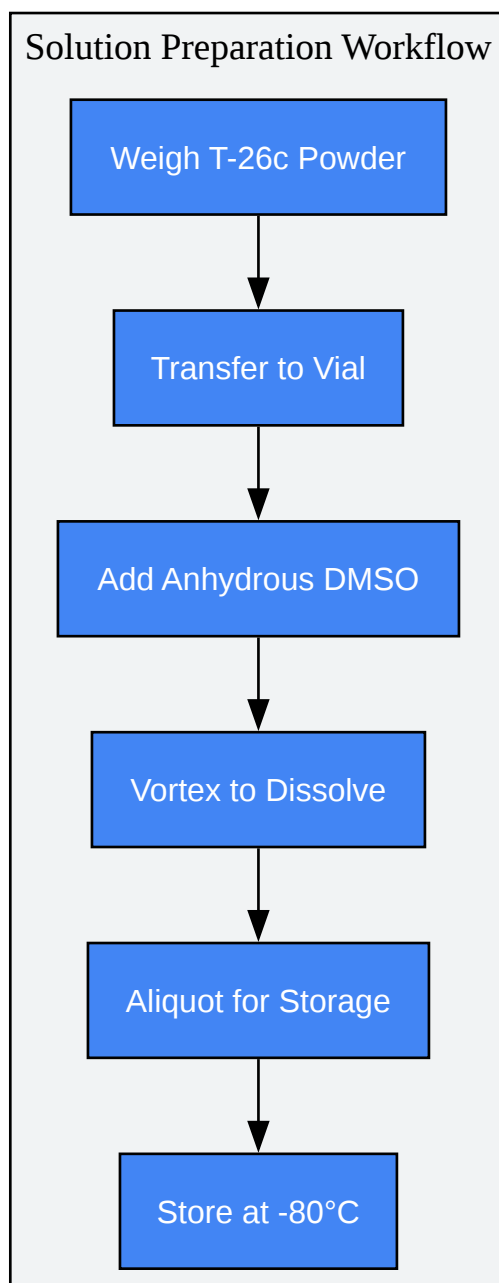 Solution Preparation Workflow
Weigh T-26c Powder
Transfer to Vial
Add Anhydrous DMSO
Vortex to Dissolve
Aliquot for Storage
Store at -80°C